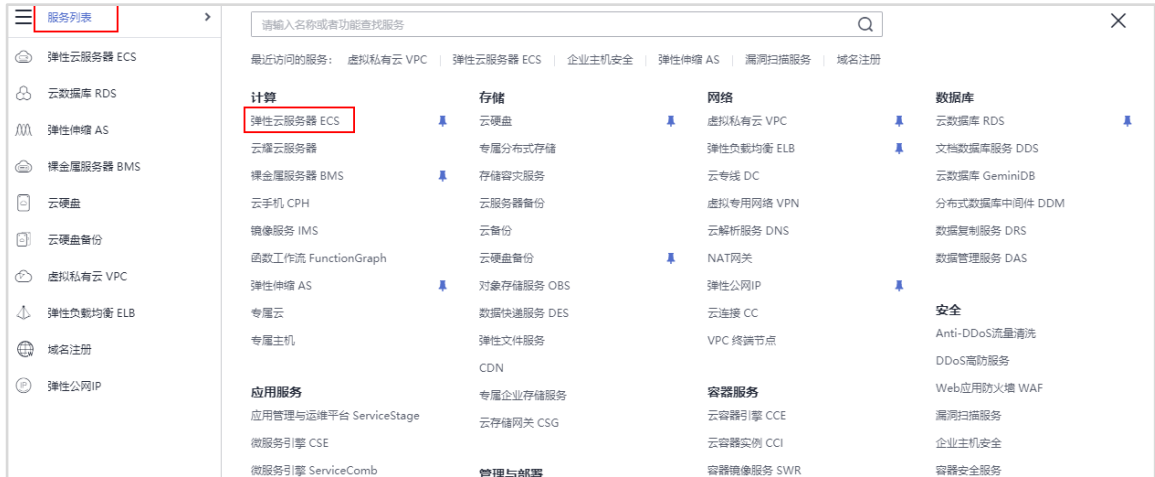 服务列表
弹性云服务器 ECS
云数据库 RDS
弹性伸缩 AS
裸金属服务器 BMS
云硬盘
云硬盘备份
虚拟私有云 VPC
弹性负载均衡 ELB
域名注册
弹性公网IP
请输入名称或者功能查找服务
最近访问的服务： 虚拟私有云 VPC 弹性云服务器 ECS 企业主机安全 弹性伸缩 AS 漏洞扫描服务 域名注册
计算
弹性云服务器 ECS
云耀云服务器
裸金属服务器 BMS
云手机 CPH
镜像服务 IMS
函数工作流 FunctionGraph
弹性伸缩 AS
专属云
专属主机
应用服务
应用管理与运维平台 ServiceStage
微服务引擎 CSE
微服务引擎 ServiceComb
存储
云硬盘
专属分布式存储
存储容灾服务
云服务器备份
云备份
云硬盘备份
对象存储服务 OBS
数据快递服务 DES
弹性文件服务
CDN
专属企业存储服务
云存储网关 CSG
管理与部署
网络
虚拟私有云 VPC
弹性负载均衡 ELB
云专线 DC
虚拟专用网络 VPN
云解析服务 DNS
NAT网关
弹性公网IP
云连接 CC
VPC 终端节点
容器服务
云容器引擎 CCE
云容器实例 CCI
容器镜像服务 SWR
数据库
云数据库 RDS
文档数据库服务 DDS
云数据库 GeminiDB
分布式数据库中间件 DDM
数据复制服务 DRS
数据管理服务 DAS
安全
Anti-DDoS流量清洗
DDoS高防服务
Web应用防火墙 WAF
漏洞扫描服务
企业主机安全
容器安全服务